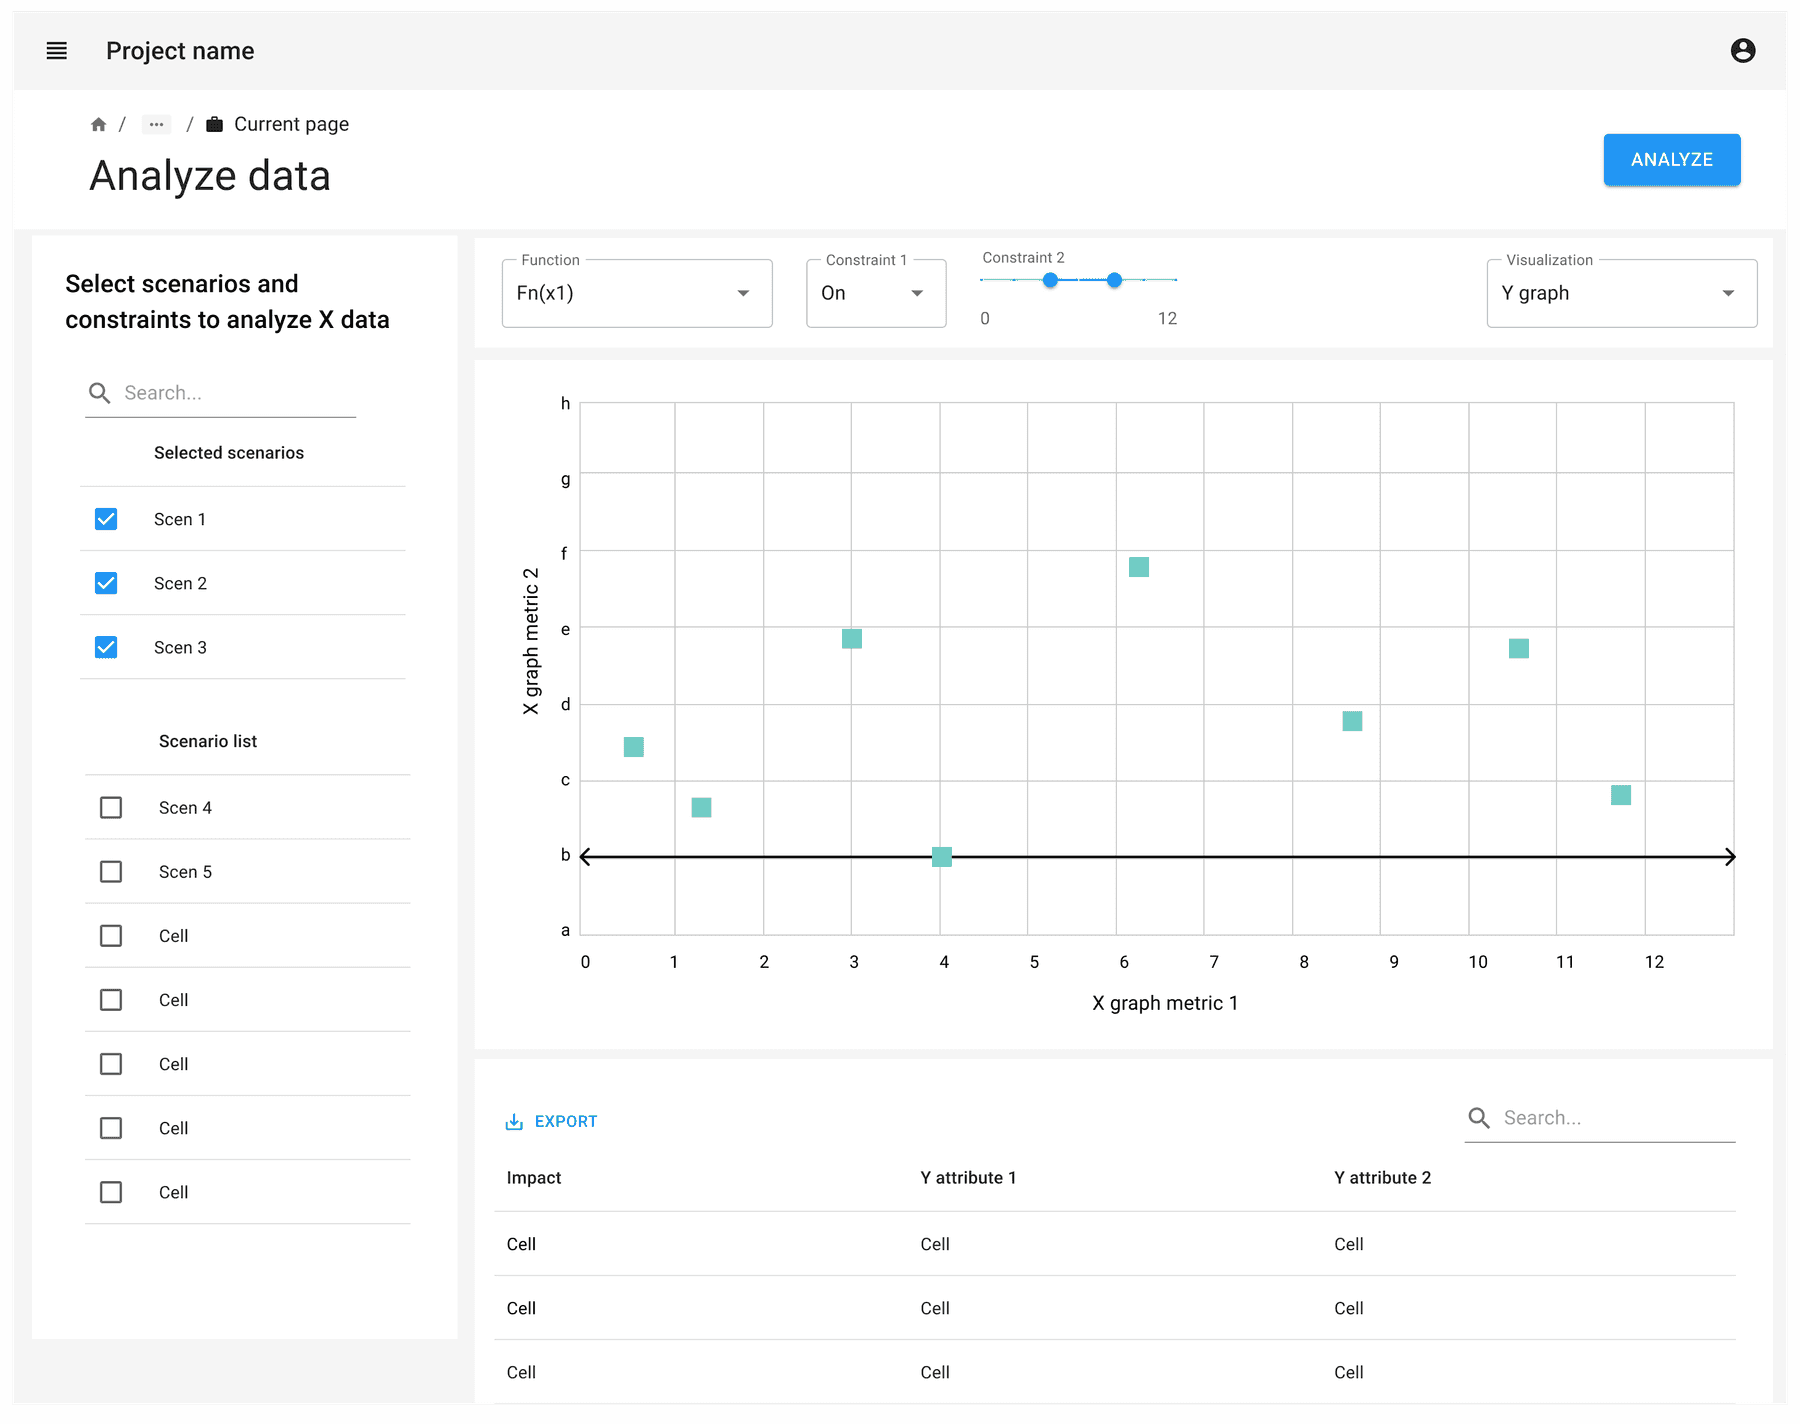 Project name
/ ... / Current page
Analyze data
ANALYZE
Select scenarios and
constraints to analyze X data
Search...
Selected scenarios
Scen 1
Scen 2
Scen 3
Scenario list
Scen 4
Scen 5
Cell
Cell
Cell
Cell
Cell
Function
Fn(x1)
Constraint 1
On
Constraint 2
0 12
Visualization
Y graph
X graph metric 2
h
g
f
e
d
c
b
a
0 1 2 3 4 5 6 7 8 9 10 11 12
X graph metric 1
EXPORT
Search...
Impact Y attribute 1 Y attribute 2
Cell Cell Cell
Cell Cell Cell
Cell Cell Cell